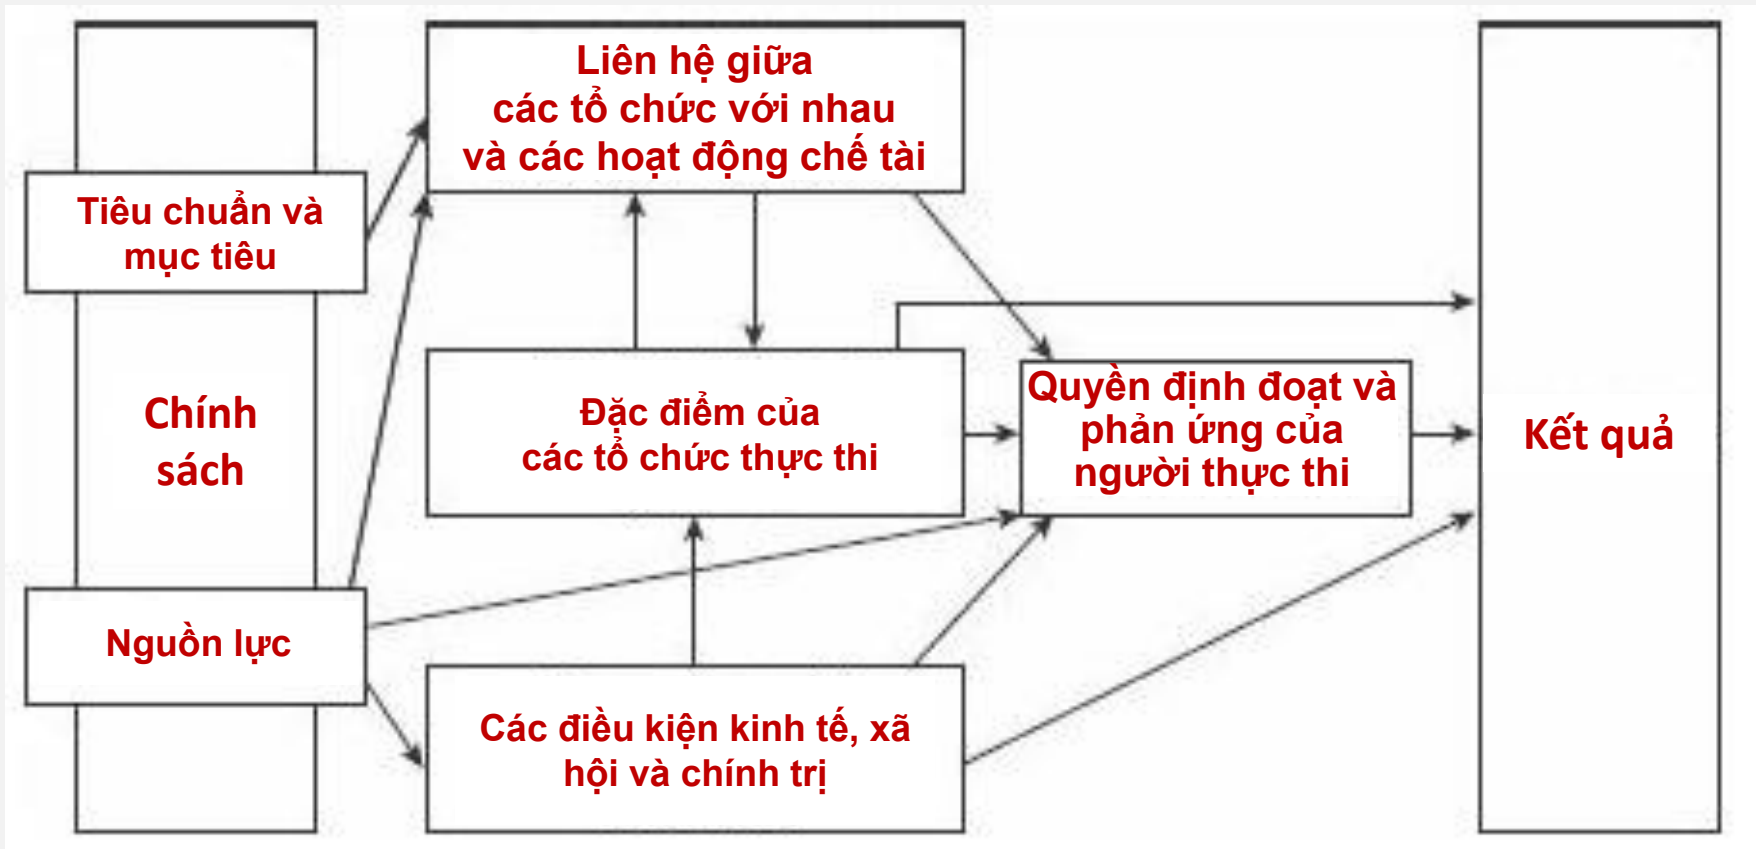 Liên hệ giữa
các tổ chức với nhau
và các hoạt động chế tài
Tiêu chuẩn và
mục tiêu
Chính
sách
Đặc điểm của
các tổ chức thực thi
Quyền định đoạt và
phản ứng của
người thực thi
Kết quả
Nguồn lực
Các điều kiện kinh tế, xã
hội và chính trị